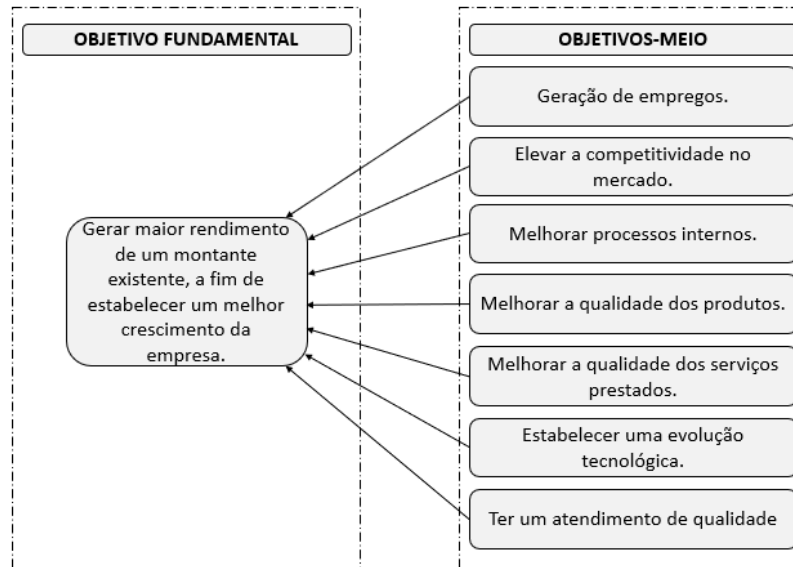 OBJETIVO FUNDAMENTAL
Gerar maior rendimento
de um montante
existente, a fim de
estabelecer um melhor
crescimento da
empresa.
OBJETIVOS-MEIO
Geração de empregos.
Elevar a competitividade no
mercado.
Melhorar processos internos.
Melhorar a qualidade dos produtos.
Melhorar a qualidade dos serviços
prestados.
Estabelecer uma evolução
tecnológica.
Ter um atendimento de qualidade